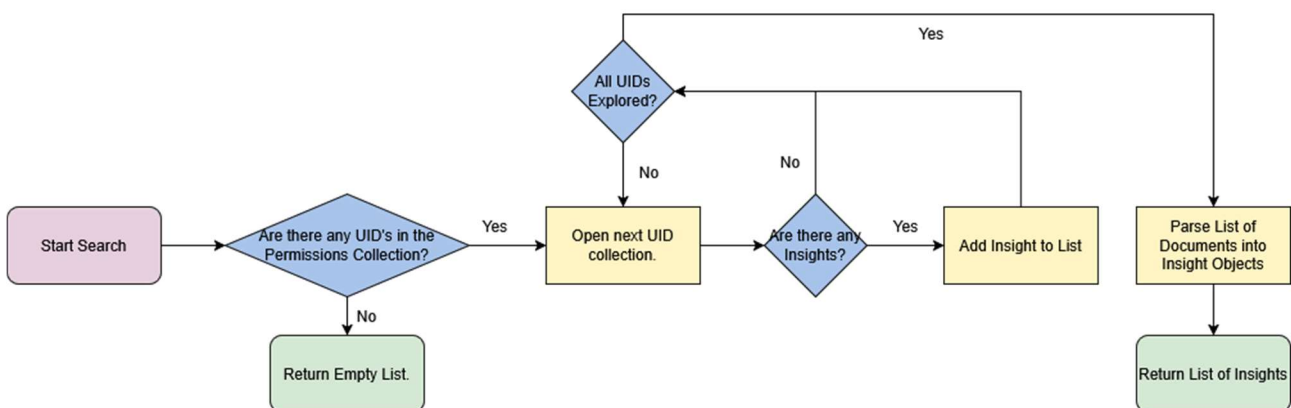 Yes
All UIDs
Explored?
No
No
Start Search
Are there any UID's in the
Permissions Collection?
Yes
Open next UID
collection.
Are there any
Insights?
Yes
Add Insight to List
Parse List of
Documents into
Insight Objects
No
Return Empty List.
Return List of Insights